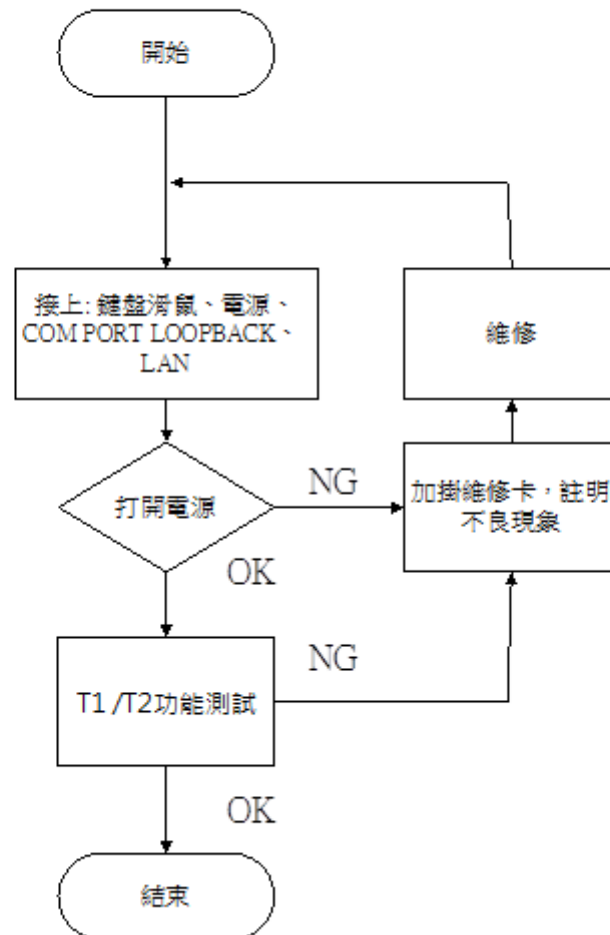 開始
接上: 鍵盤滑鼠、電源、
COM PORT LOOPBACK、
LAN
維修
打開電源
NG
加掛維修卡，註明
不良現象
OK
T1 /T2功能測試
NG
OK
結束